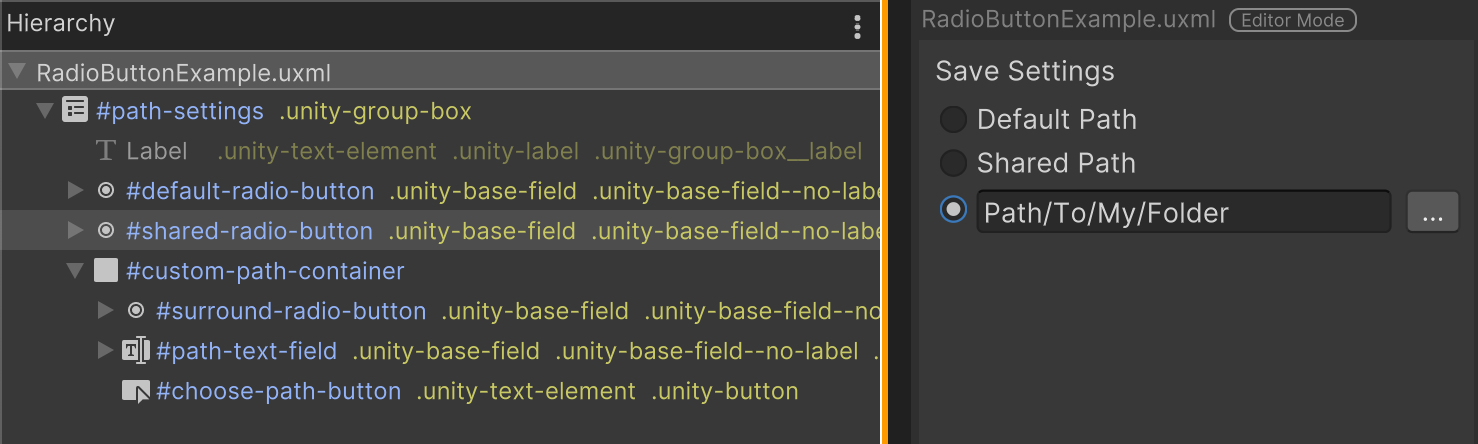 Hierarchy
RadioButtonExample.uxml
#path-settings .unity-group-box
Label .unity-text-element .unity-label .unity-group-box__label
#default-radio-button .unity-base-field .unity-base-field--no-labe
#shared-radio-button .unity-base-field .unity-base-field--no-labe
#custom-path-container
#surround-radio-button .unity-base-field .unity-base-field--no
#path-text-field .unity-base-field .unity-base-field--no-label .
#choose-path-button .unity-text-element .unity-button
RadioButtonExample.uxml Editor Mode
Save Settings
Default Path
Shared Path
Path/To/My/Folder ...